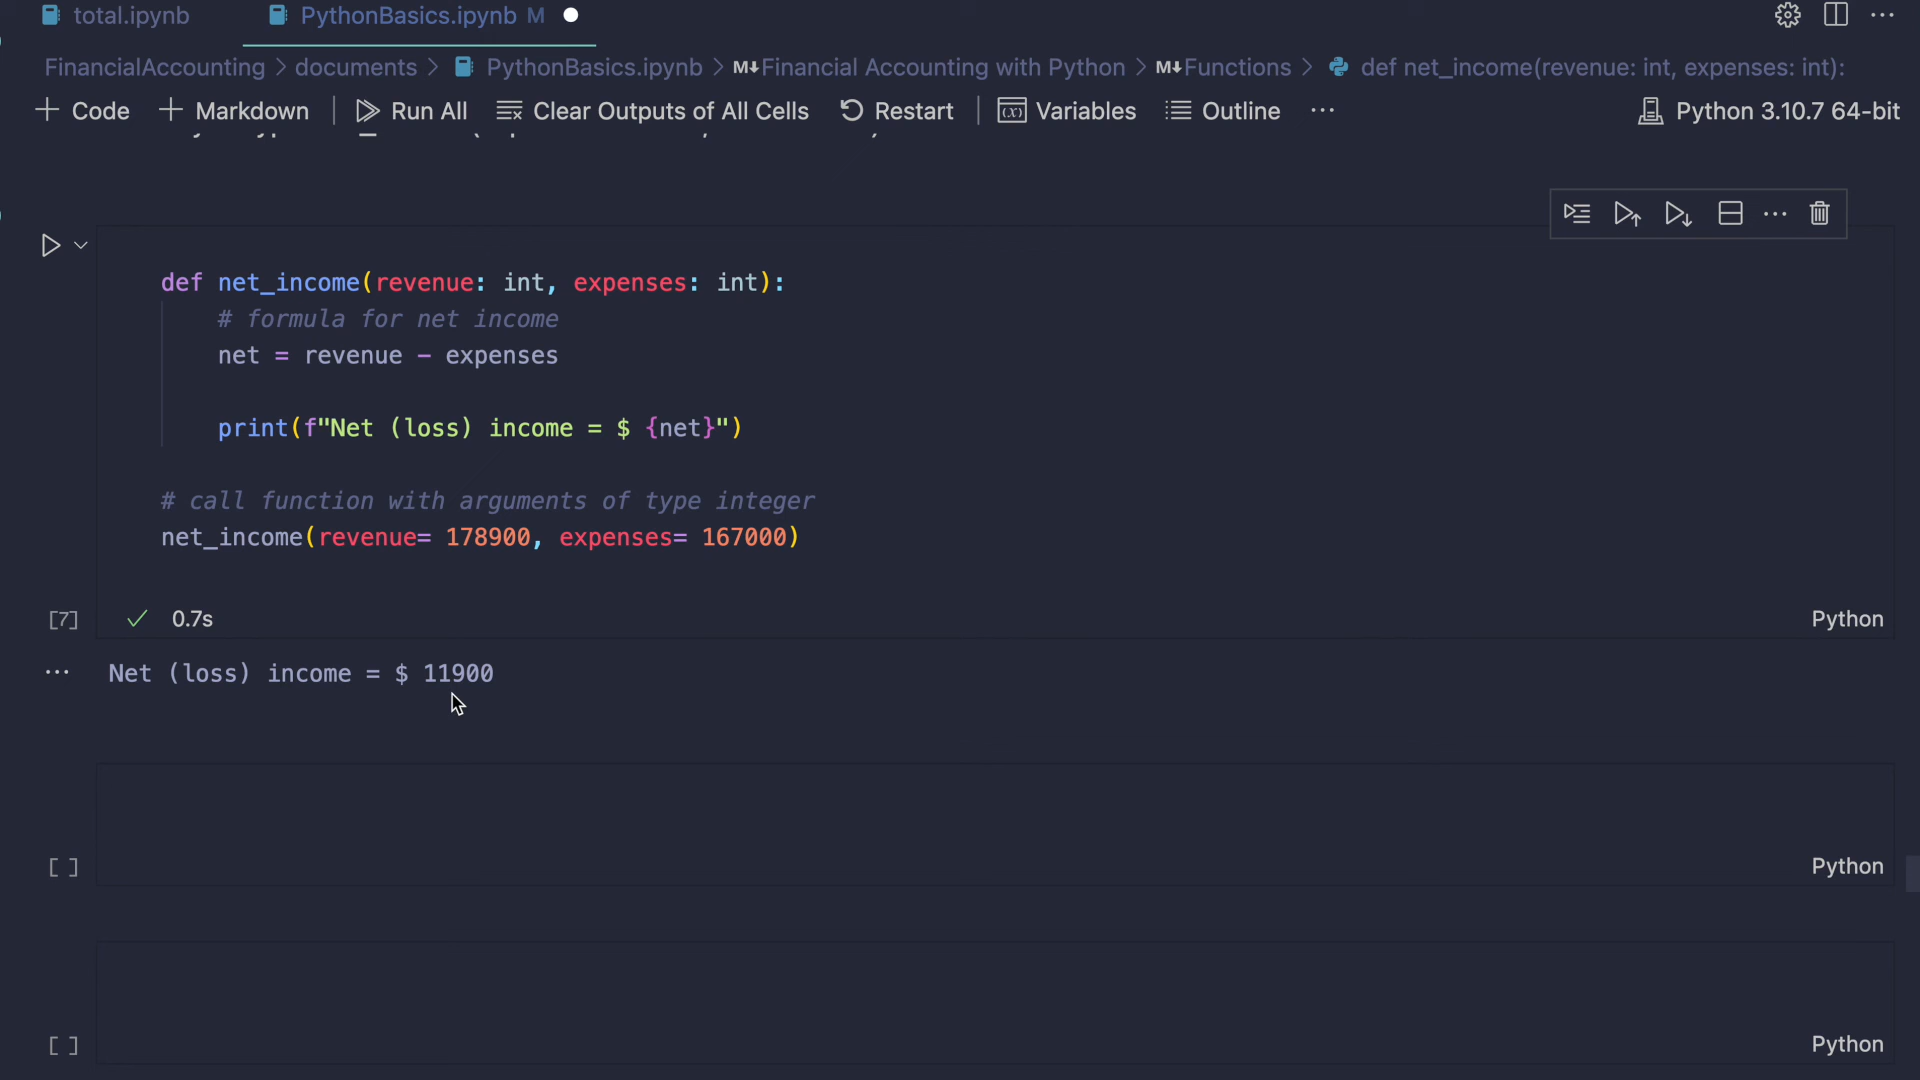 total.ipynb PythonBasics.ipynb M
FinancialAccounting > documents > PythonBasics.ipynb > M↓Financial Accounting with Python > M↓Functions > def net_income(revenue: int, expenses: int):
+ Code + Markdown Run All Clear Outputs of All Cells Restart (x) Variables Outline ··· Python 3.10.7 64-bit
def net_income(revenue: int, expenses: int):
# formula for net income
net = revenue - expenses
print(f"Net (loss) income = $ {net}")
# call function with arguments of type integer
net_income(revenue= 178900, expenses= 167000)
[7] ✓ 0.7s Python
··· Net (loss) income = $ 11900
[ ] Python
[ ] Python